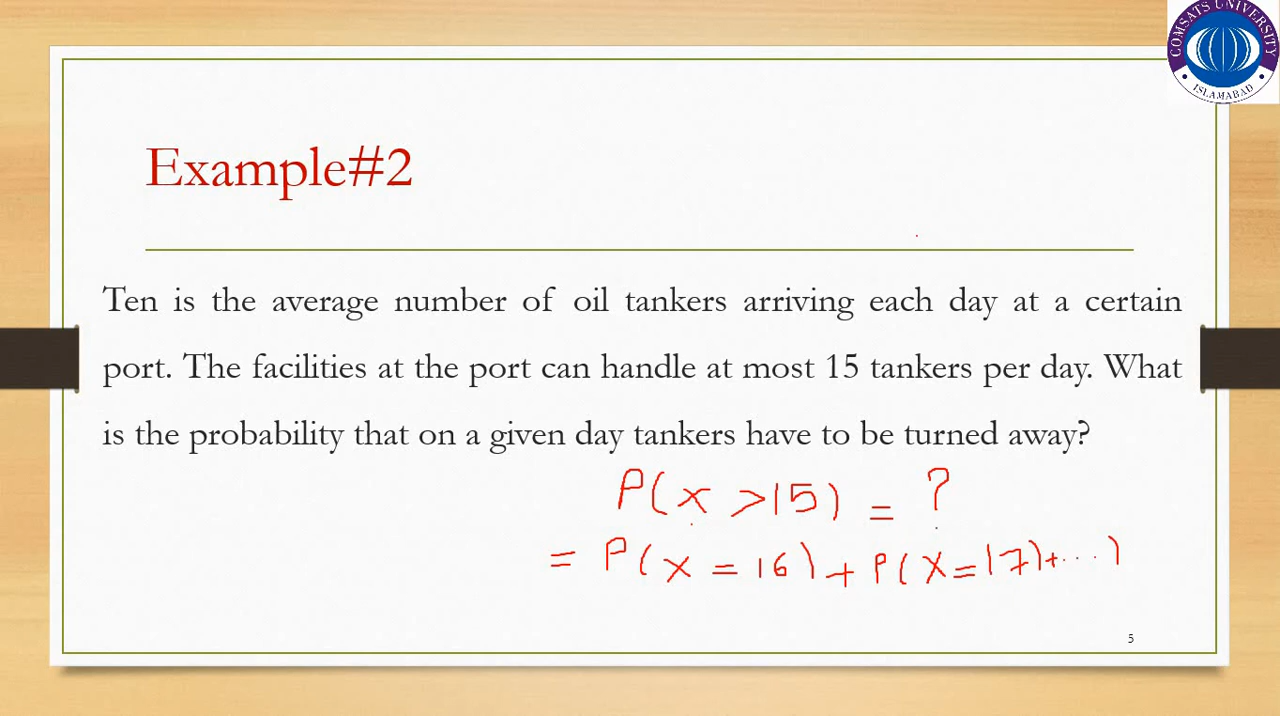 COMSATS UNIVERSITY
ISLAMABAD
Example#2
Ten is the average number of oil tankers arriving each day at a certain
port. The facilities at the port can handle at most 15 tankers per day. What
is the probability that on a given day tankers have to be turned away?
P(x >15) = ?
= P(x = 16) + P(x = 17) + ...)
5